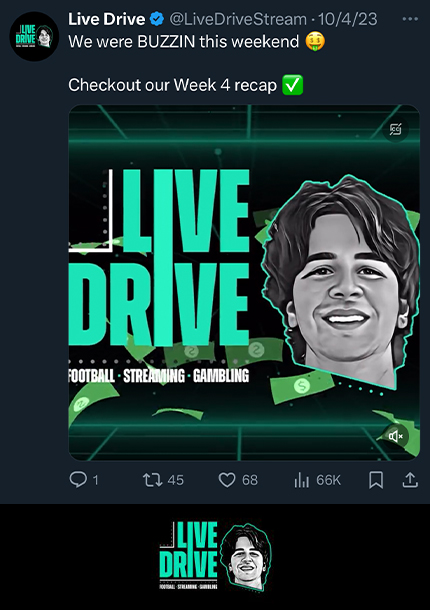 Live Drive @LiveDriveStream · 10/4/23
We were BUZZIN this weekend 🤑
Checkout our Week 4 recap ✅
LIVE
DRIVE
FOOTBALL · STREAMING · GAMBLING
1 45 68 66K
LIVE
DRIVE
FOOTBALL · STREAMING · GAMBLING